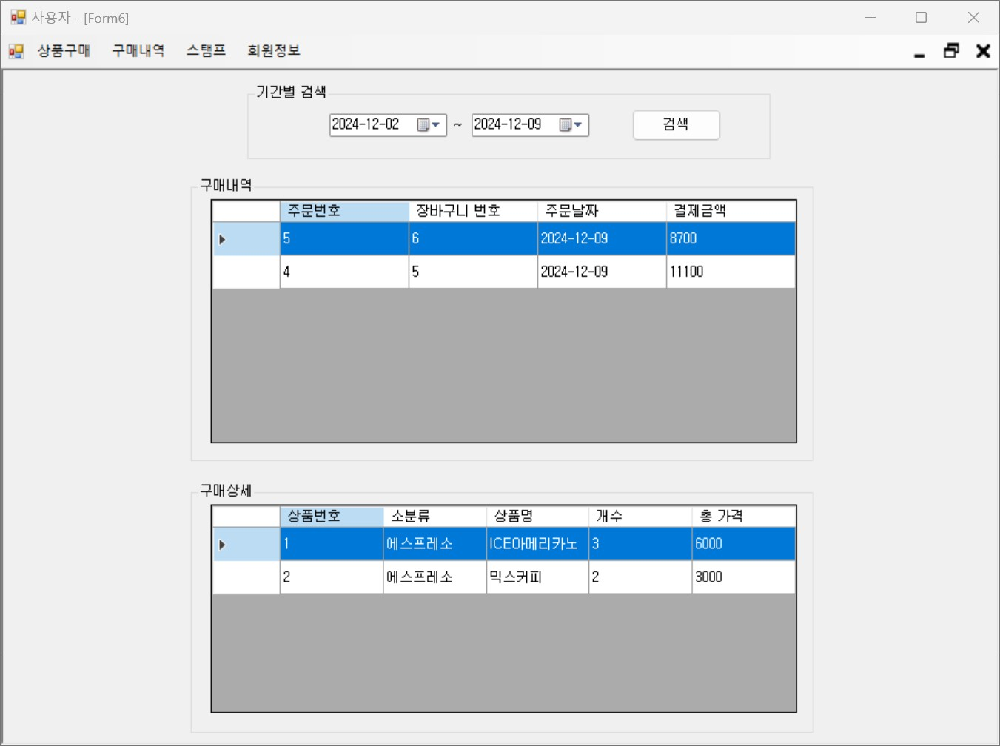 사용자 - [Form6]
상품구매 구매내역 스탬프 회원정보
기간별 검색
2024-12-02 ~ 2024-12-09 검색
구매내역
주문번호 장바구니 번호 주문날짜 결제금액
5 6 2024-12-09 8700
4 5 2024-12-09 11100
구매상세
상품번호 소분류 상품명 개수 총 가격
1 에스프레소 ICE아메리카노 3 6000
2 에스프레소 믹스커피 2 3000